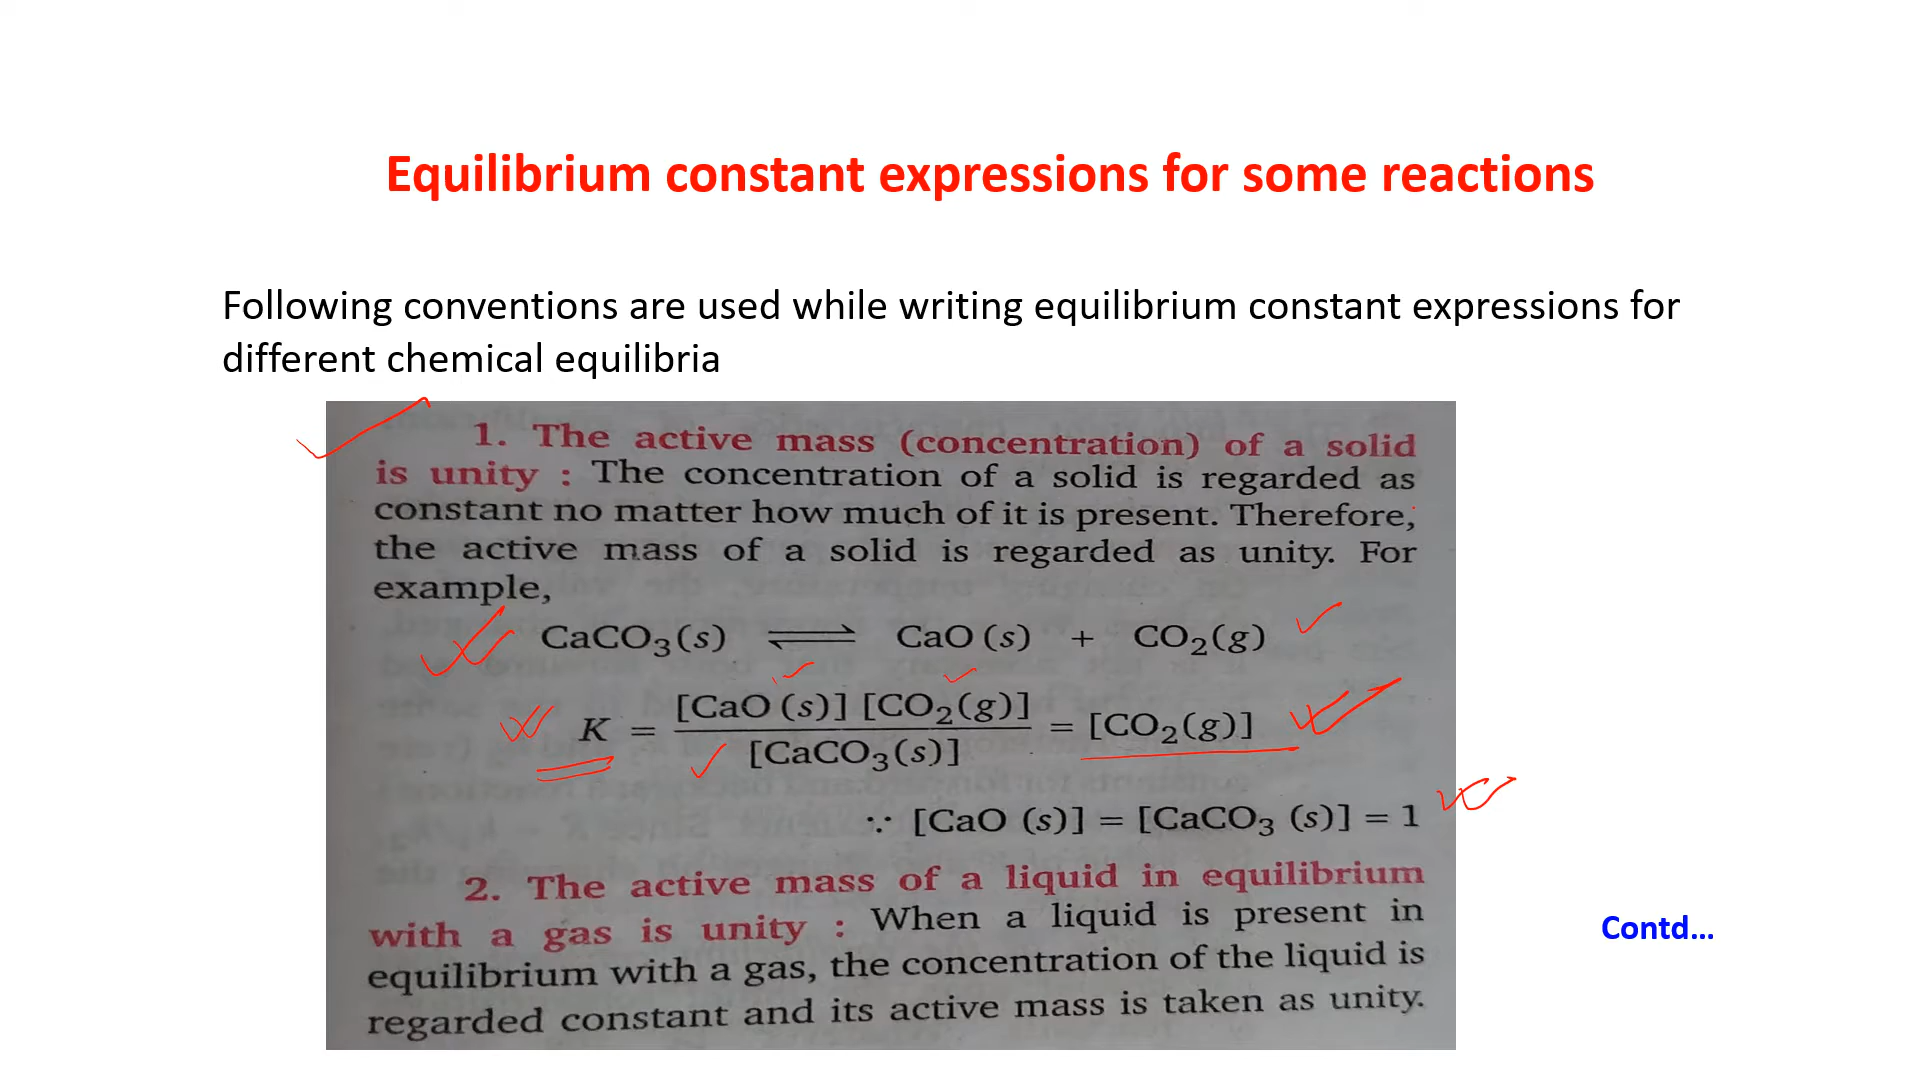 Equilibrium constant expressions for some reactions
Following conventions are used while writing equilibrium constant expressions for
different chemical equilibria
1. The active mass (concentration) of a solid
is unity : The concentration of a solid is regarded as
constant no matter how much of it is present. Therefore,
the active mass of a solid is regarded as unity. For
example,
CaCO₃(s) ⇌ CaO (s) + CO₂(g)
K = [CaO (s)] [CO₂(g)] / [CaCO₃(s)] = [CO₂(g)]
∵ [CaO (s)] = [CaCO₃ (s)] = 1
2. The active mass of a liquid in equilibrium
with a gas is unity : When a liquid is present in
equilibrium with a gas, the concentration of the liquid is
regarded constant and its active mass is taken as unity.
Contd...